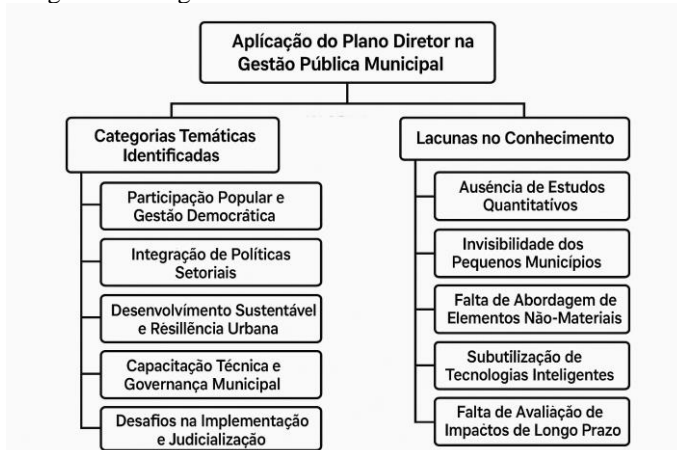 Aplicação do Plano Diretor na
Gestão Pública Municipal
Categorias Temáticas
Identificadas
Participação Popular e
Gestão Democrática
Integração de Políticas
Setoriais
Desenvolvímento Sustentável
e Rèsillência Urbana
Capacitação Técnica e
Governança Municipal
Desafios na Implementação
e Judicialização
Lacunas no Conhecimento
Auséncia de Estudos
Quantitativos
Invisibilidade dos
Pequenos Municípios
Falta de Abordagem de
Elementos Não-Materiais
Subutilização de
Tecnologias Inteligentes
Falta de Avaliàção de
Impactos de Longo Prazo